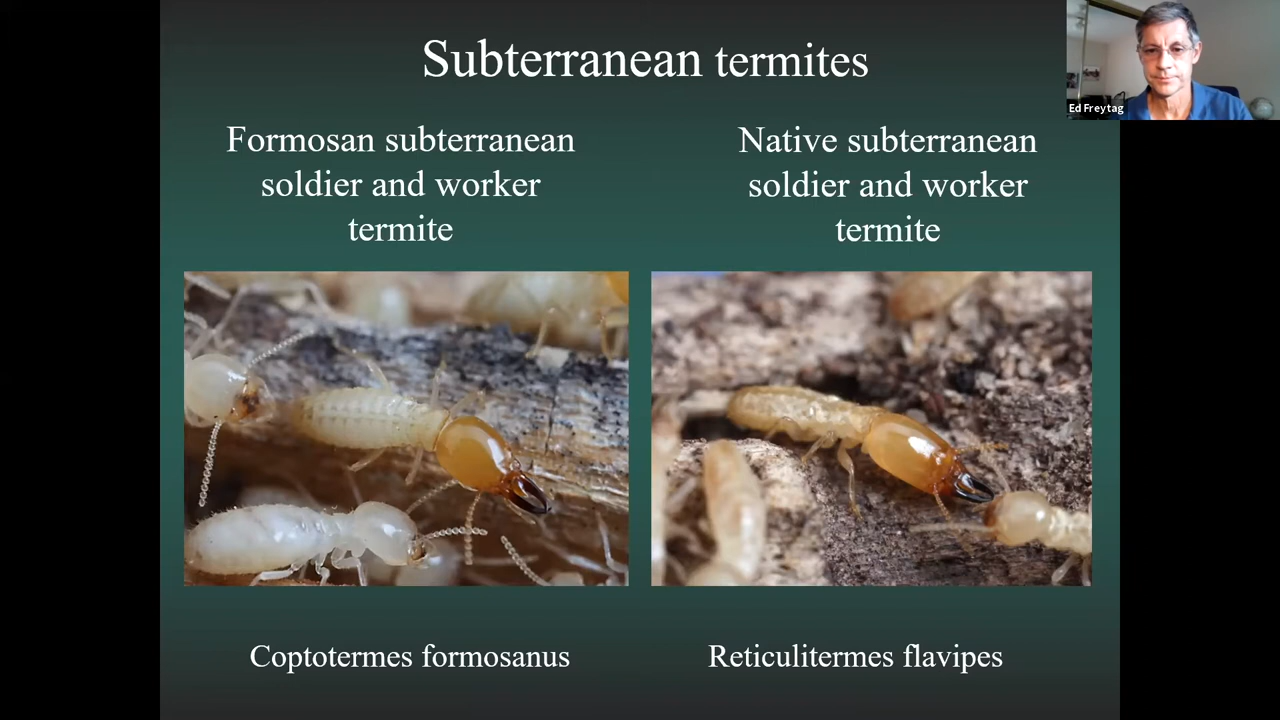 Subterranean termites
Ed Freytag
Formosan subterranean
soldier and worker
termite
Native subterranean
soldier and worker
termite
Coptotermes formosanus
Reticulitermes flavipes